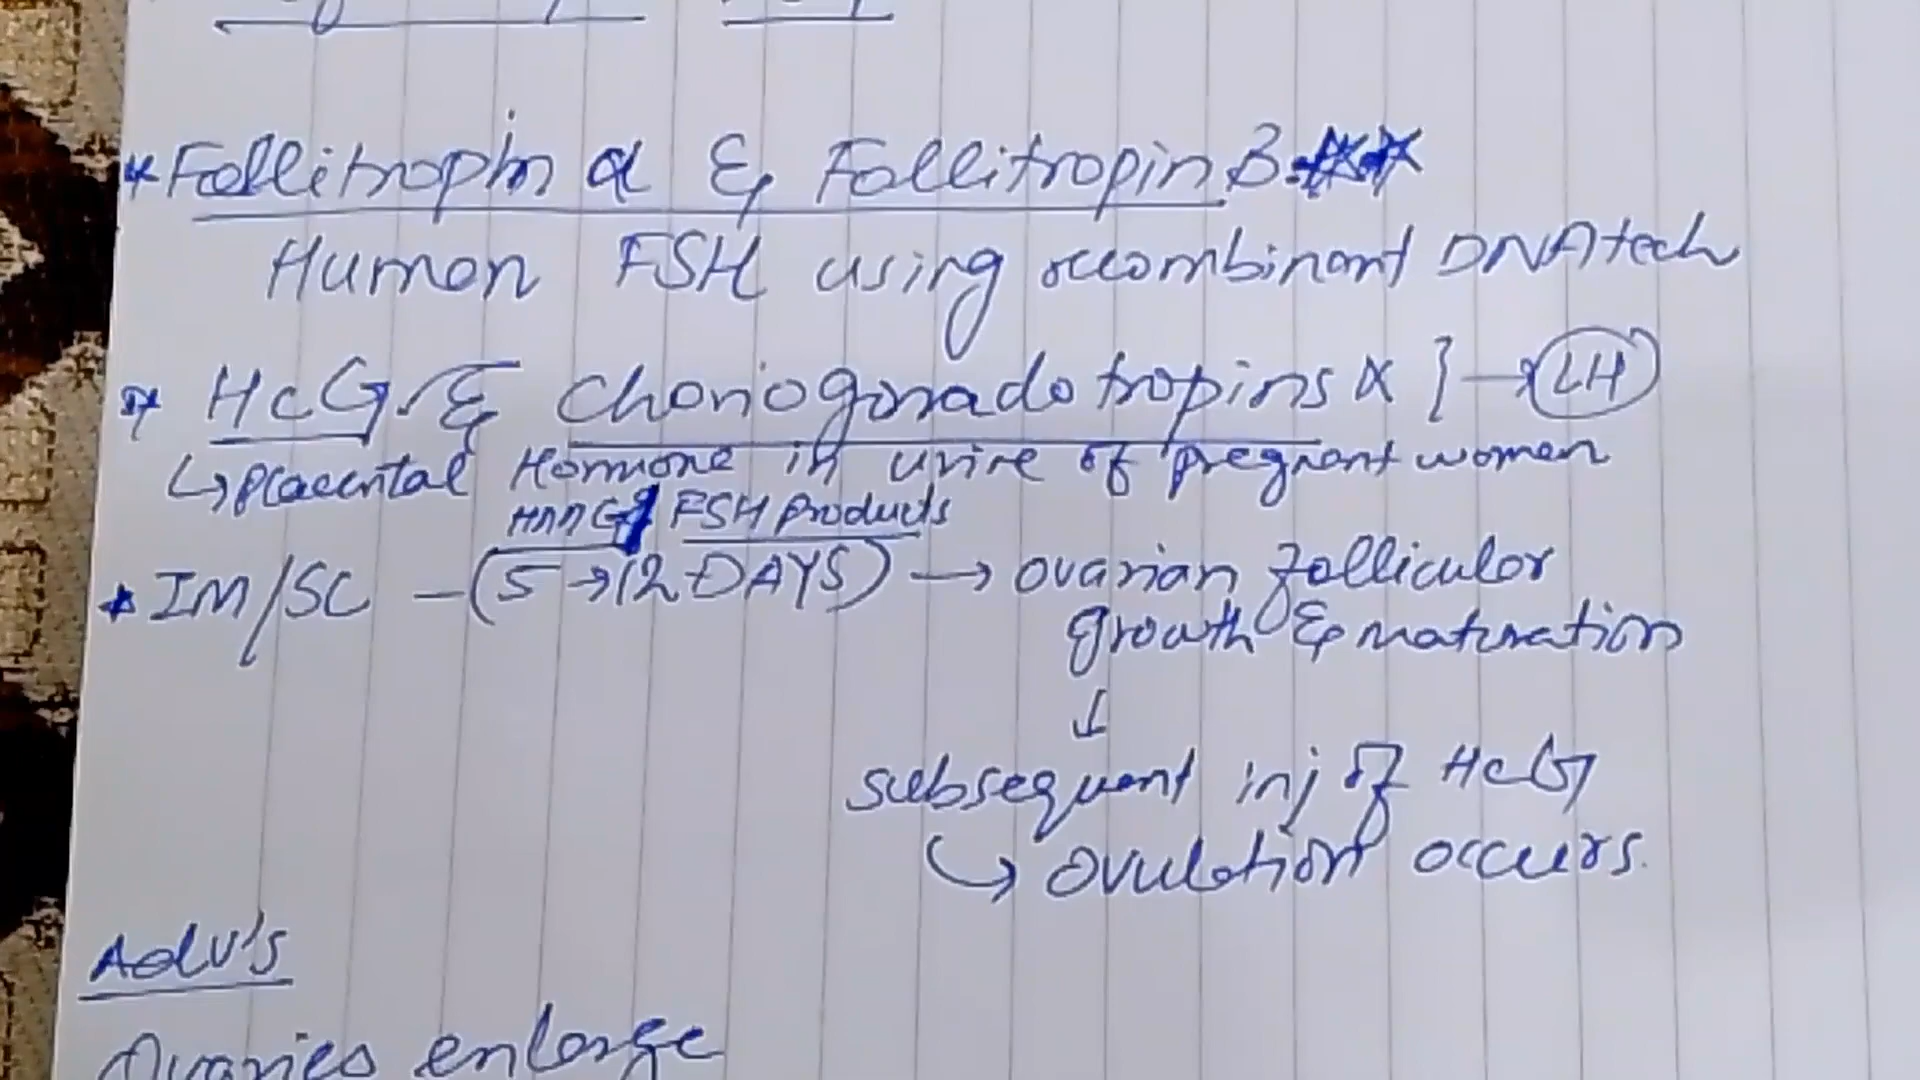 * Follitropin α & Follitropin B **
Human FSH using recombinant DNA tech
* HcG & Choriogonadotropins α } → LH
↳ placental Hormone in urine of pregnant women
HMG / FSH Products
* IM/SC - (5 → 12 DAYS) → ovarian follicular
growth & maturation
↓
subsequent inj of HcG
↳ ovulation occurs.
Adv's
Ovaries enlarge